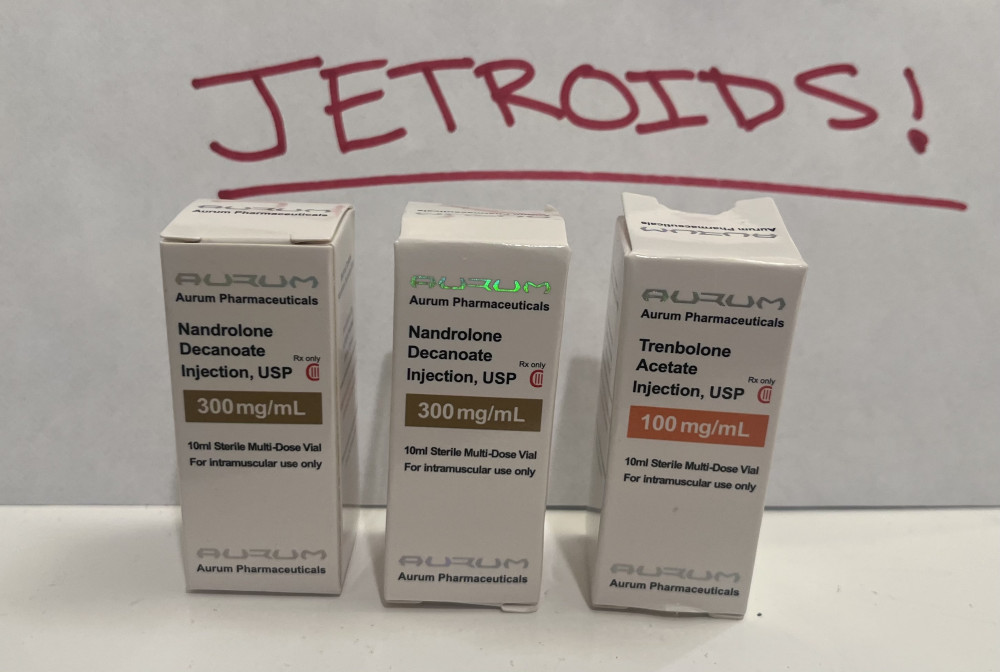 JETROIDS!
AURUM
Aurum Pharmaceuticals
AURUM
Aurum Pharmaceuticals
Nandrolone
Decanoate
Rx only
Injection, USP CIII
300 mg/mL
10ml Sterile Multi-Dose Vial
For intramuscular use only
AURUM
Aurum Pharmaceuticals
AURUM
Aurum Pharmaceuticals
Nandrolone
Decanoate
Rx only
Injection, USP CIII
300 mg/mL
10ml Sterile Multi-Dose Vial
For intramuscular use only
AURUM
Aurum Pharmaceuticals
Aurum Pharmaceuticals
AURUM
AURUM
Aurum Pharmaceuticals
Trenbolone
Acetate
Rx only
Injection, USP CIII
100 mg/mL
10ml Sterile Multi-Dose Vial
For intramuscular use only
AURUM
Aurum Pharmaceuticals